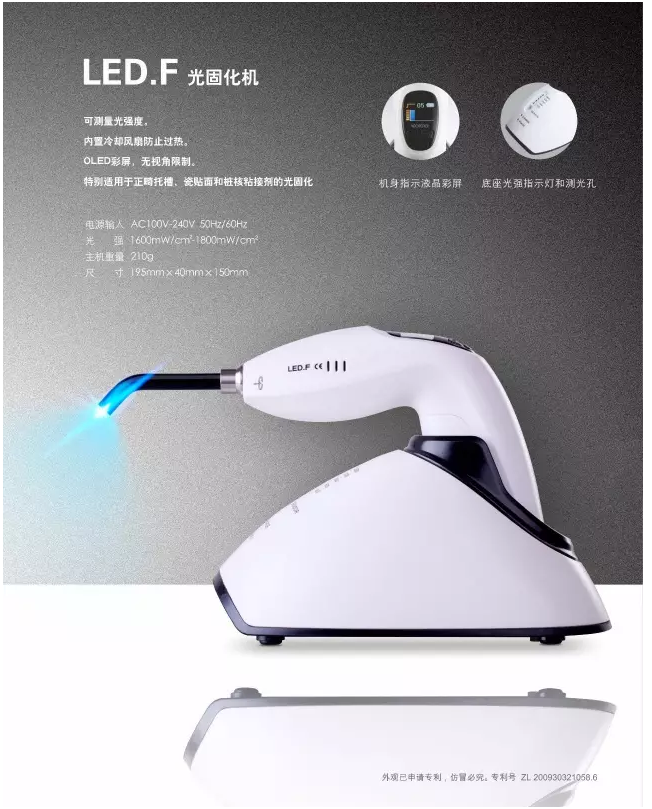 LED.F 光固化机
可测量光强度。
内置冷却风扇防止过热。
OLED彩屏，无视角限制。
特别适用于正畸托槽、瓷贴面和桩核粘接剂的光固化
机身指示液晶彩屏
底座光强指示灯和测光孔
电源输入 AC100V-240V 50Hz/60Hz
光 强 1600mW/cm²-1800mW/cm²
主机重量 210g
尺 寸 195mm×40mm×150mm
LED.F CE
外观已申请专利，仿冒必究。专利号 ZL 200930321058.6